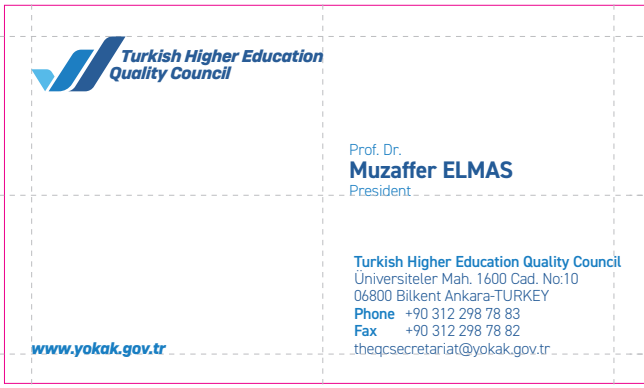 Turkish Higher Education
Quality Council
Prof. Dr.
Muzaffer ELMAS
President
Turkish Higher Education Quality Council
Üniversiteler Mah. 1600 Cad. No:10
06800 Bilkent Ankara-TURKEY
Phone +90 312 298 78 83
Fax +90 312 298 78 82
theqcsecretariat@yokak.gov.tr
www.yokak.gov.tr